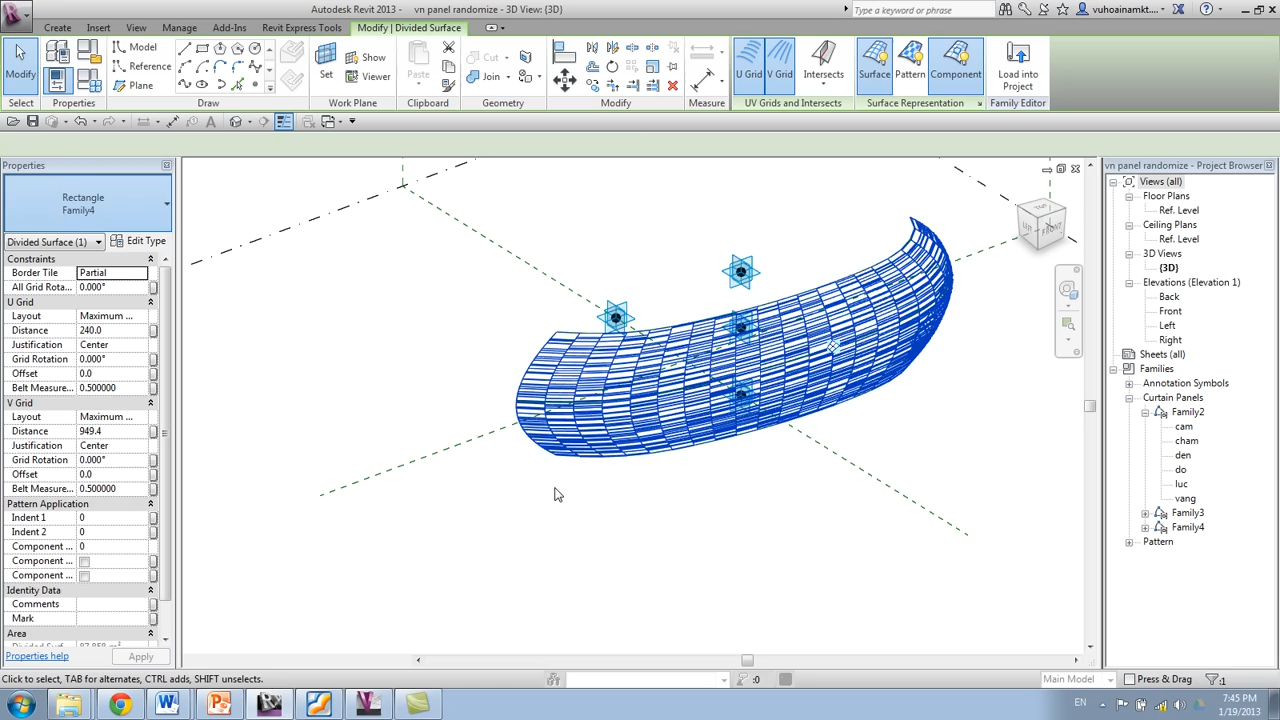 Autodesk Revit 2013 - vn panel randomize - 3D View: {3D}
Type a keyword or phrase
vuhoainamkt...
Create Insert View Manage Add-Ins Revit Express Tools Modify | Divided Surface
Modify
Model
Reference
Plane
Set
Show
Viewer
Paste
Cut
Join
U Grid V Grid Intersects
Surface Pattern Component
Load into
Project
Select Properties Draw Work Plane Clipboard Geometry Modify Measure UV Grids and Intersects Surface Representation Family Editor
Properties
Rectangle
Family4
Divided Surface (1) Edit Type
Constraints
Border Tile Partial
All Grid Rota... 0.000°
U Grid
Layout Maximum ...
Distance 240.0
Justification Center
Grid Rotation 0.000°
Offset 0.0
Belt Measure... 0.500000
V Grid
Layout Maximum ...
Distance 949.4
Justification Center
Grid Rotation 0.000°
Offset 0.0
Belt Measure... 0.500000
Pattern Application
Indent 1 0
Indent 2 0
Component ... 0
Component ...
Component ...
Identity Data
Comments
Mark
Area
Properties help Apply
TOP
FRONT
vn panel randomize - Project Browser
Views (all)
Floor Plans
Ref. Level
Ceiling Plans
Ref. Level
3D Views
{3D}
Elevations (Elevation 1)
Back
Front
Left
Right
Sheets (all)
Families
Annotation Symbols
Curtain Panels
Family2
cam
cham
den
do
luc
vang
Family3
Family4
Pattern
Click to select, TAB for alternates, CTRL adds, SHIFT unselects.
:0
Main Model
Press & Drag
:1
EN
7:45 PM
1/19/2013